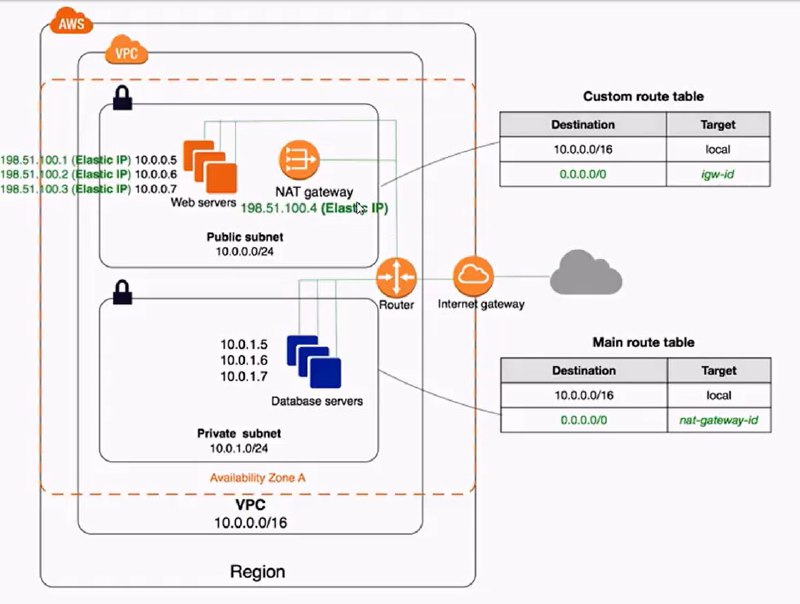 AWS
VPC
198.51.100.1 (Elastic IP) 10.0.0.5
198.51.100.2 (Elastic IP) 10.0.0.6
198.51.100.3 (Elastic IP) 10.0.0.7
Web servers
NAT gateway
198.51.100.4 (Elastic IP)
Public subnet
10.0.0.0/24
Router
Internet gateway
10.0.1.5
10.0.1.6
10.0.1.7
Database servers
Private subnet
10.0.1.0/24
Availability Zone A
VPC
10.0.0.0/16
Region
Custom route table
Destination Target
10.0.0.0/16 local
0.0.0.0/0 igw-id
Main route table
Destination Target
10.0.0.0/16 local
0.0.0.0/0 nat-gateway-id